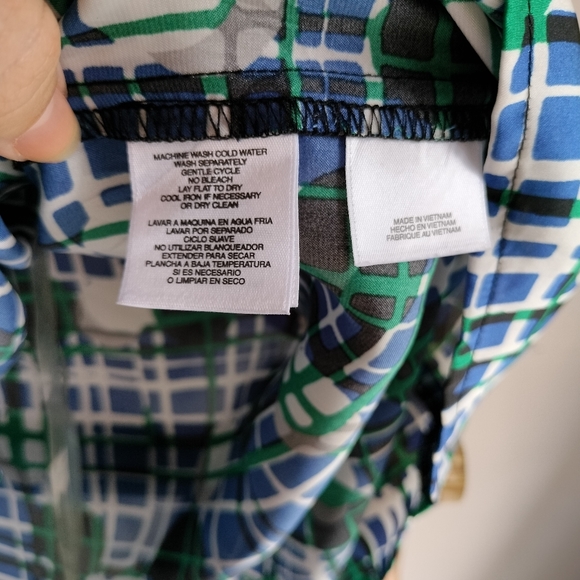 MACHINE WASH COLD WATER
WASH SEPARATELY
GENTLE CYCLE
NO BLEACH
LAY FLAT TO DRY
COOL IRON IF NECESSARY
OR DRY CLEAN
LAVAR A MAQUINA EN AGUA FRIA
LAVAR POR SEPARADO
CICLO SUAVE
NO UTILIZAR BLANQUEADOR
EXTENDER PARA SECAR
PLANCHA A BAJA TEMPERATURA
SI ES NECESARIO
O LIMPIAR EN SECO
MADE IN VIETNAM
HECHO EN VIETNAM
FABRIQUE AU VIETNAM